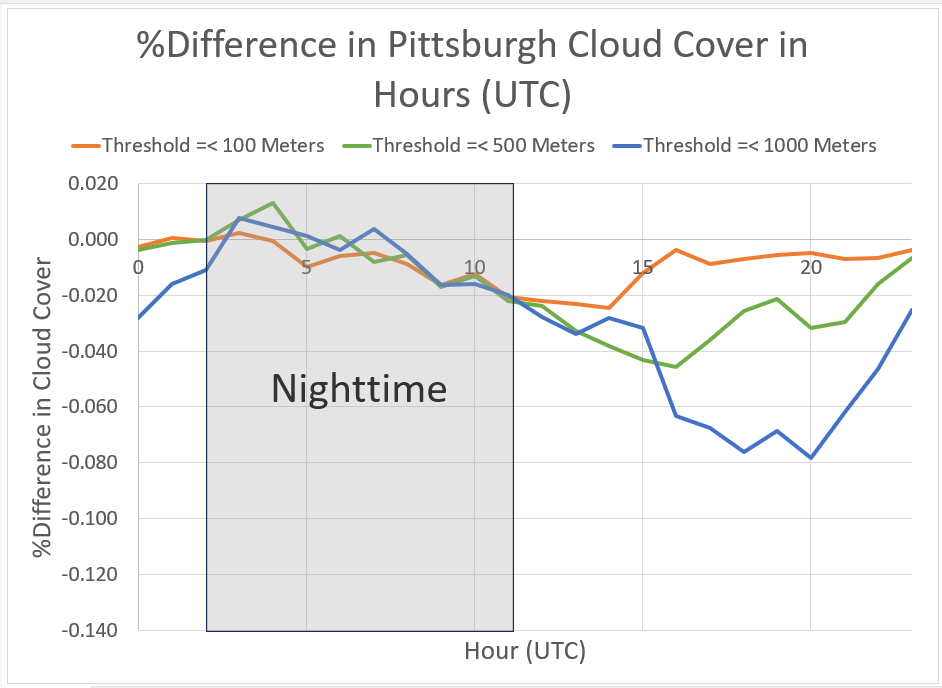 %Difference in Pittsburgh Cloud Cover in
Hours (UTC)
Threshold =< 100 Meters Threshold =< 500 Meters Threshold =< 1000 Meters
0.020
0.000
0 5 10 15 20
-0.020
-0.040
-0.060
-0.080
-0.100
-0.120
-0.140
%Difference in Cloud Cover
Nighttime
Hour (UTC)